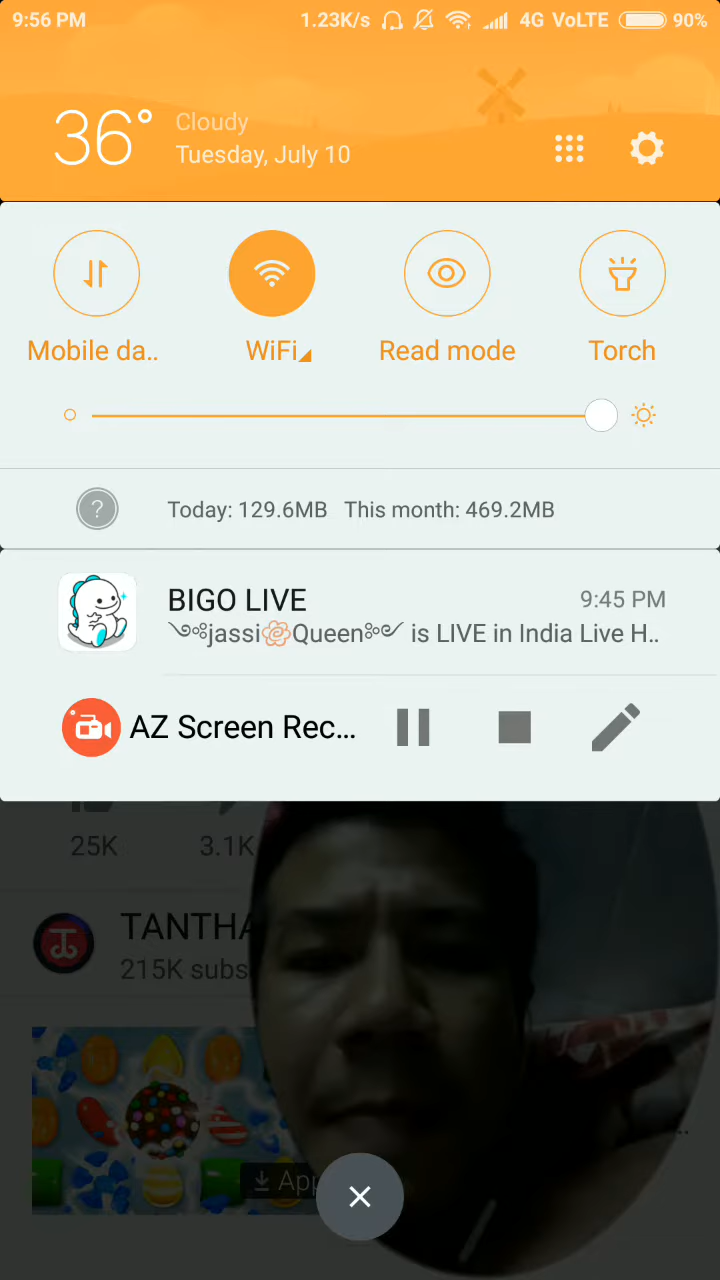 9:56 PM 1.23K/s 4G VoLTE 90%
36° Cloudy
Tuesday, July 10
Mobile da.. WiFi Read mode Torch
? Today: 129.6MB This month: 469.2MB
BIGO LIVE 9:45 PM
༺jassi🌼Queen༻ is LIVE in India Live H..
AZ Screen Rec...
25K 3.1K
TANTHA
215K subs
App